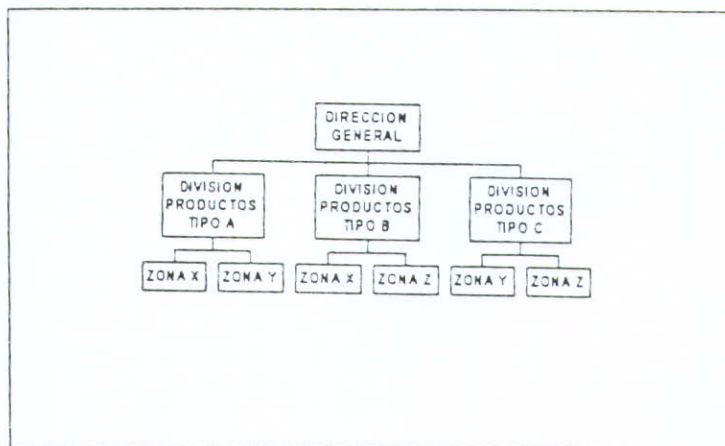 DIRECCION
GENERAL
DIVISION
PRODUCTOS
TIPO A
DIVISION
PRODUCTOS
TIPO B
DIVISION
PRODUCTOS
TIPO C
ZONA X
ZONA Y
ZONA X
ZONA Z
ZONA Y
ZONA Z